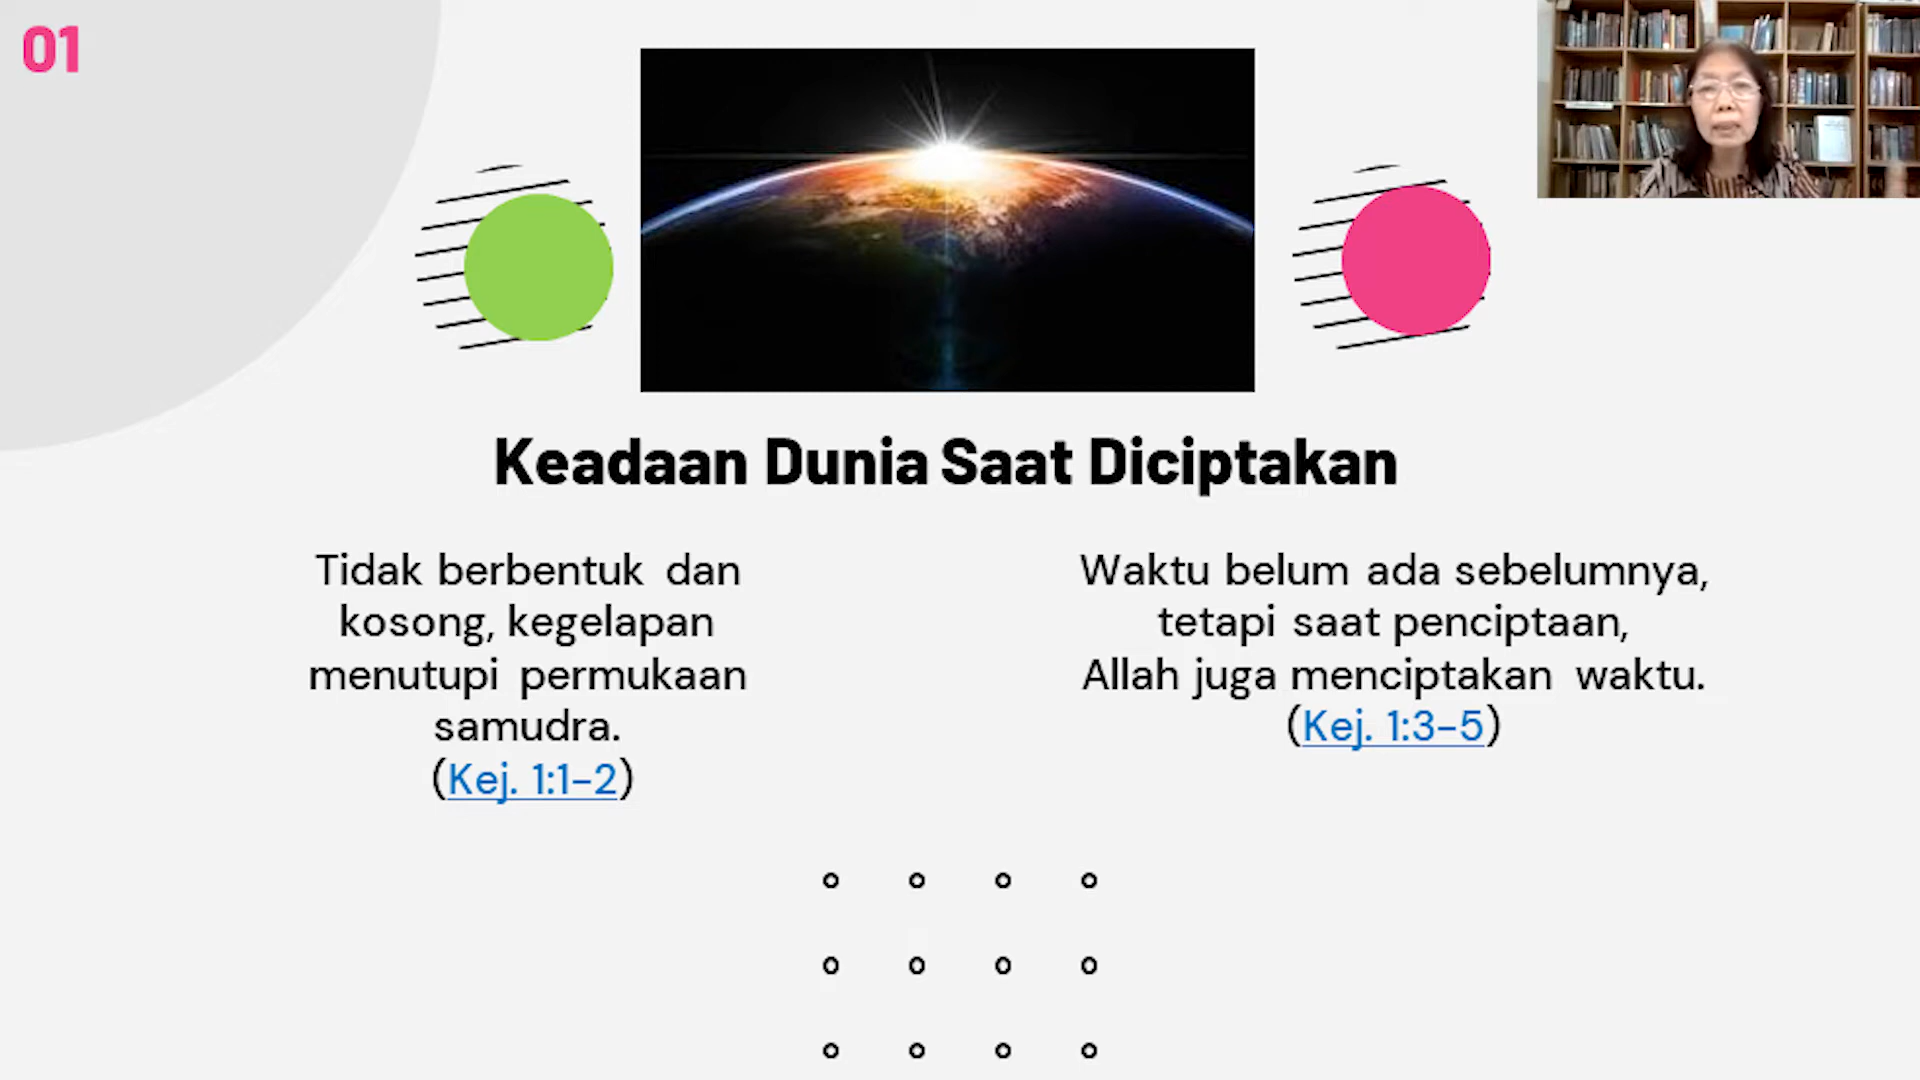 01
Keadaan Dunia Saat Diciptakan
Tidak berbentuk dan
kosong, kegelapan
menutupi permukaan
samudra.
(Kej. 1:1-2)
Waktu belum ada sebelumnya,
tetapi saat penciptaan,
Allah juga menciptakan waktu.
(Kej. 1:3-5)